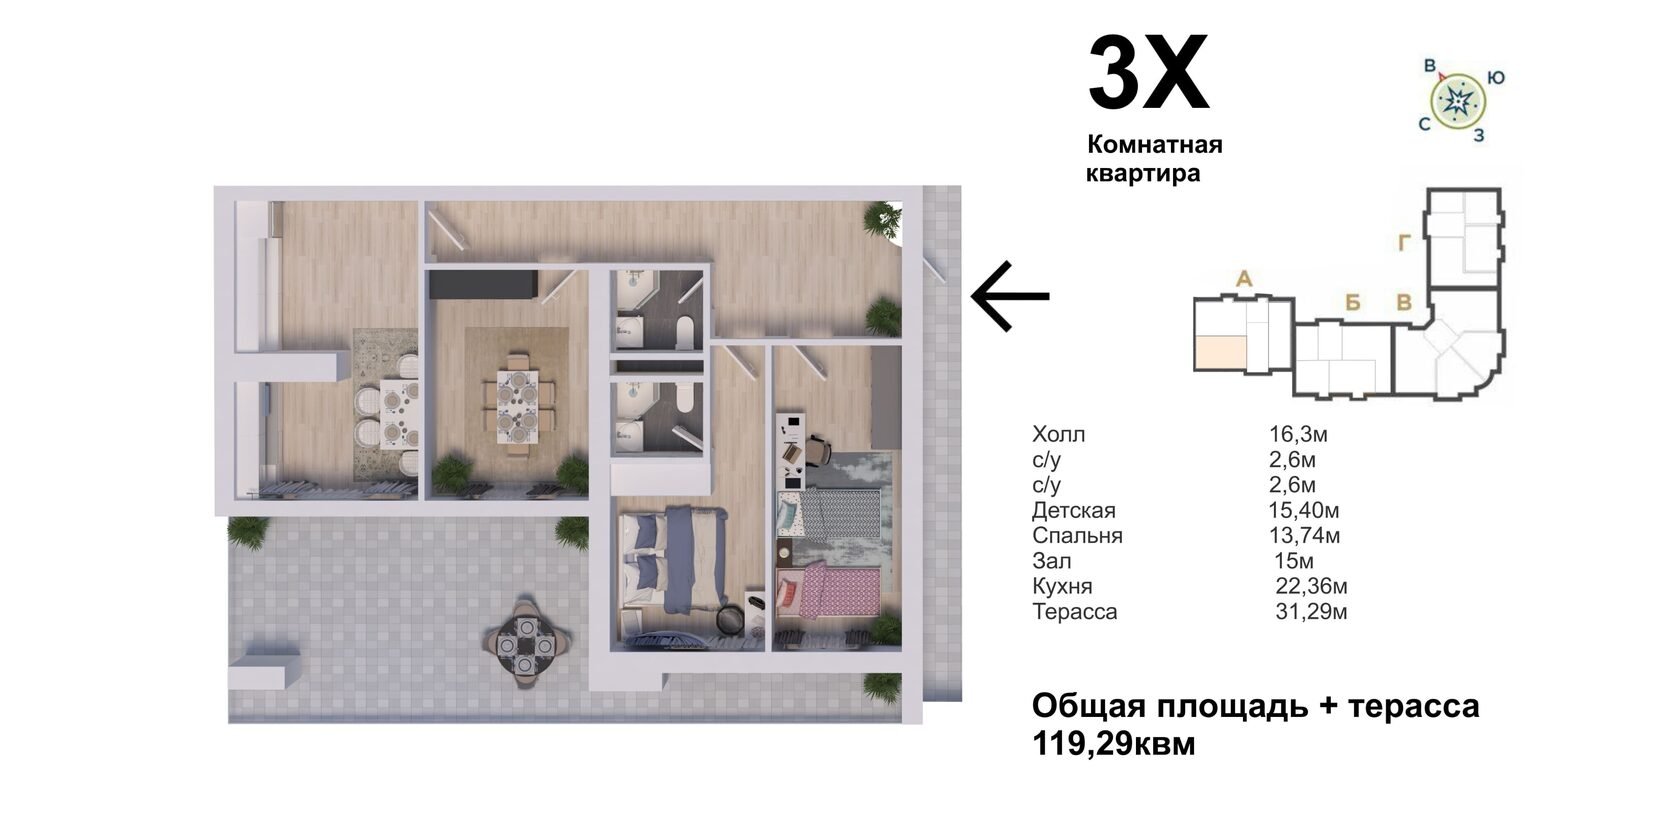 3Х
Комнатная
квартира
В
Ю
С
З
А
Б
В
Г
Холл 16,3м
с/у 2,6м
с/у 2,6м
Детская 15,40м
Спальня 13,74м
Зал 15м
Кухня 22,36м
Терасса 31,29м
Общая площадь + терасса
119,29квм